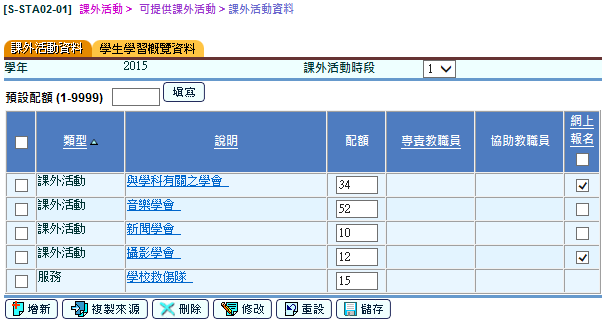 [S-STA02-01] 課外活動 > 可提供課外活動 > 課外活動資料
課外活動資料 學生學習概覽資料
學年 2015 課外活動時段 1
預設配額 (1-9999) 填寫
類型 說明 配額 專責教職員 協助教職員 網上報名
課外活動 與學科有關之學會 34
課外活動 音樂學會 52
課外活動 新聞學會 10
課外活動 攝影學會 12
服務 學校救傷隊 15
增新 複製來源 刪除 修改 重設 儲存